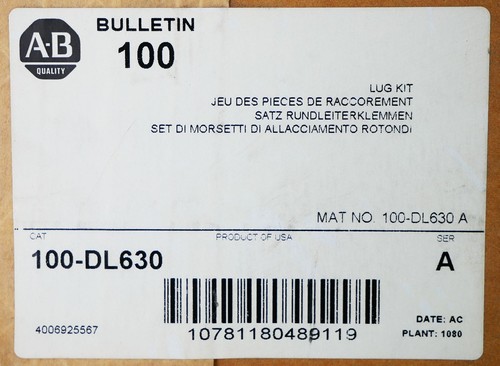 A-B
QUALITY
BULLETIN
100
LUG KIT
JEU DES PIECES DE RACCOREMENT
SATZ RUNDLEITERKLEMMEN
SET DI MORSETTI DI ALLACCIAMENTO ROTONDI
MAT NO. 100-DL630 A
CAT PRODUCT OF USA SER
100-DL630 A
4006925567
10781180489119
DATE: AC
PLANT: 1080